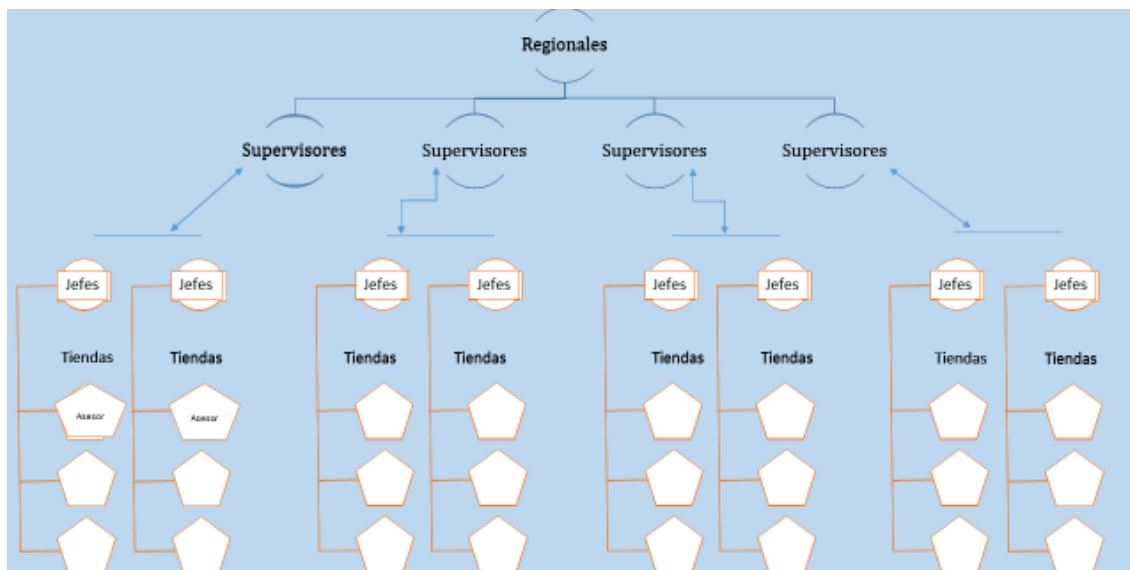 Regionales
Supervisores Supervisores Supervisores Supervisores
Jefes Jefes Jefes Jefes Jefes Jefes Jefes Jefes
Tiendas Tiendas Tiendas Tiendas Tiendas Tiendas Tiendas Tiendas
Asesor Asesor